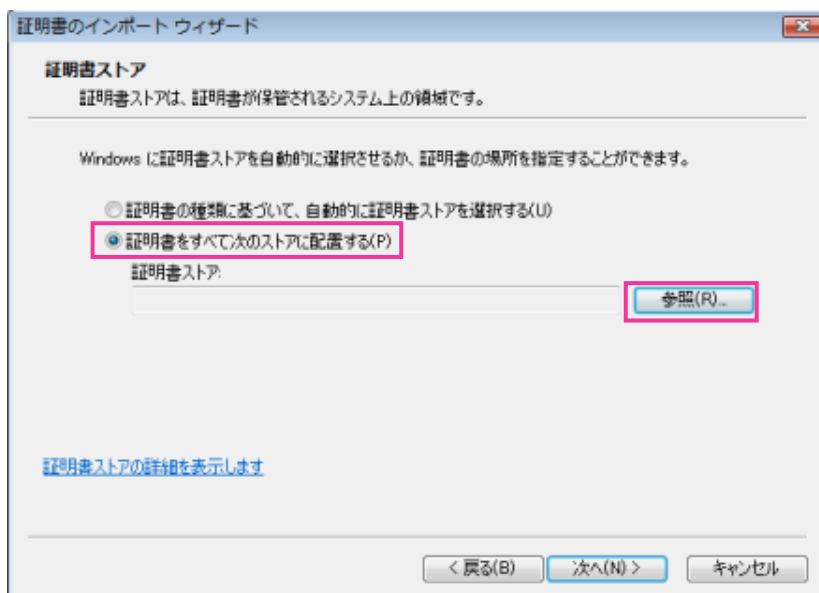 証明書のインポート ウィザード
証明書ストア
証明書ストアは、証明書が保管されるシステム上の領域です。
Windows に証明書ストアを自動的に選択させるか、証明書の場所を指定することができます。
証明書の種類に基づいて、自動的に証明書ストアを選択する(U)
証明書をすべて次のストアに配置する(P)
証明書ストア:
参照(R)...
証明書ストアの詳細を表示します
< 戻る(B)
次へ(N) >
キャンセル